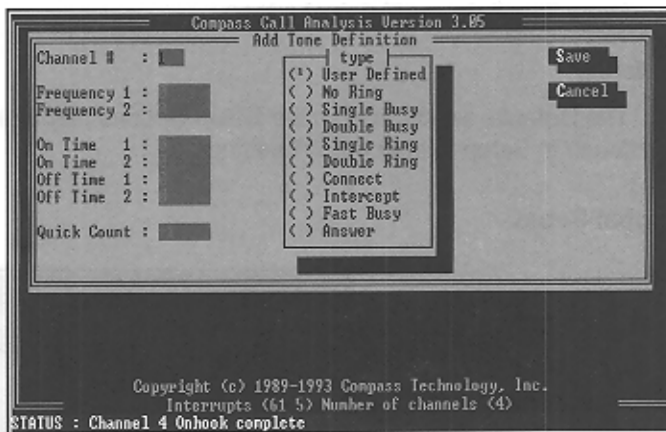 Compass Call Analysis Version 3.05
Add Tone Definition
Channel # : 1
Frequency 1 :
Frequency 2 :
On Time 1 :
On Time 2 :
Off Time 1 :
Off Time 2 :
Quick Count :
type
(*) User Defined
( ) No Ring
( ) Single Busy
( ) Double Busy
( ) Single Ring
( ) Double Ring
( ) Connect
( ) Intercept
( ) Fast Busy
( ) Answer
Save
Cancel
Copyright (c) 1989-1993 Compass Technology, Inc.
Interrupts (61 5) Number of channels (4)
STATUS : Channel 4 Onhook complete